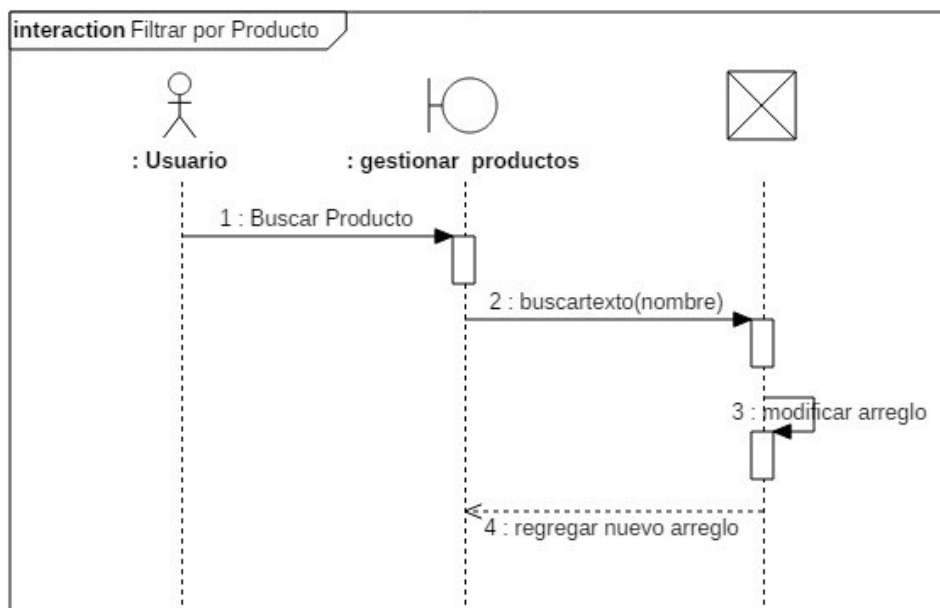 interaction Filtrar por Producto
: Usuario
: gestionar productos
1 : Buscar Producto
2 : buscartexto(nombre)
3 : modificar arreglo
4 : regregar nuevo arreglo